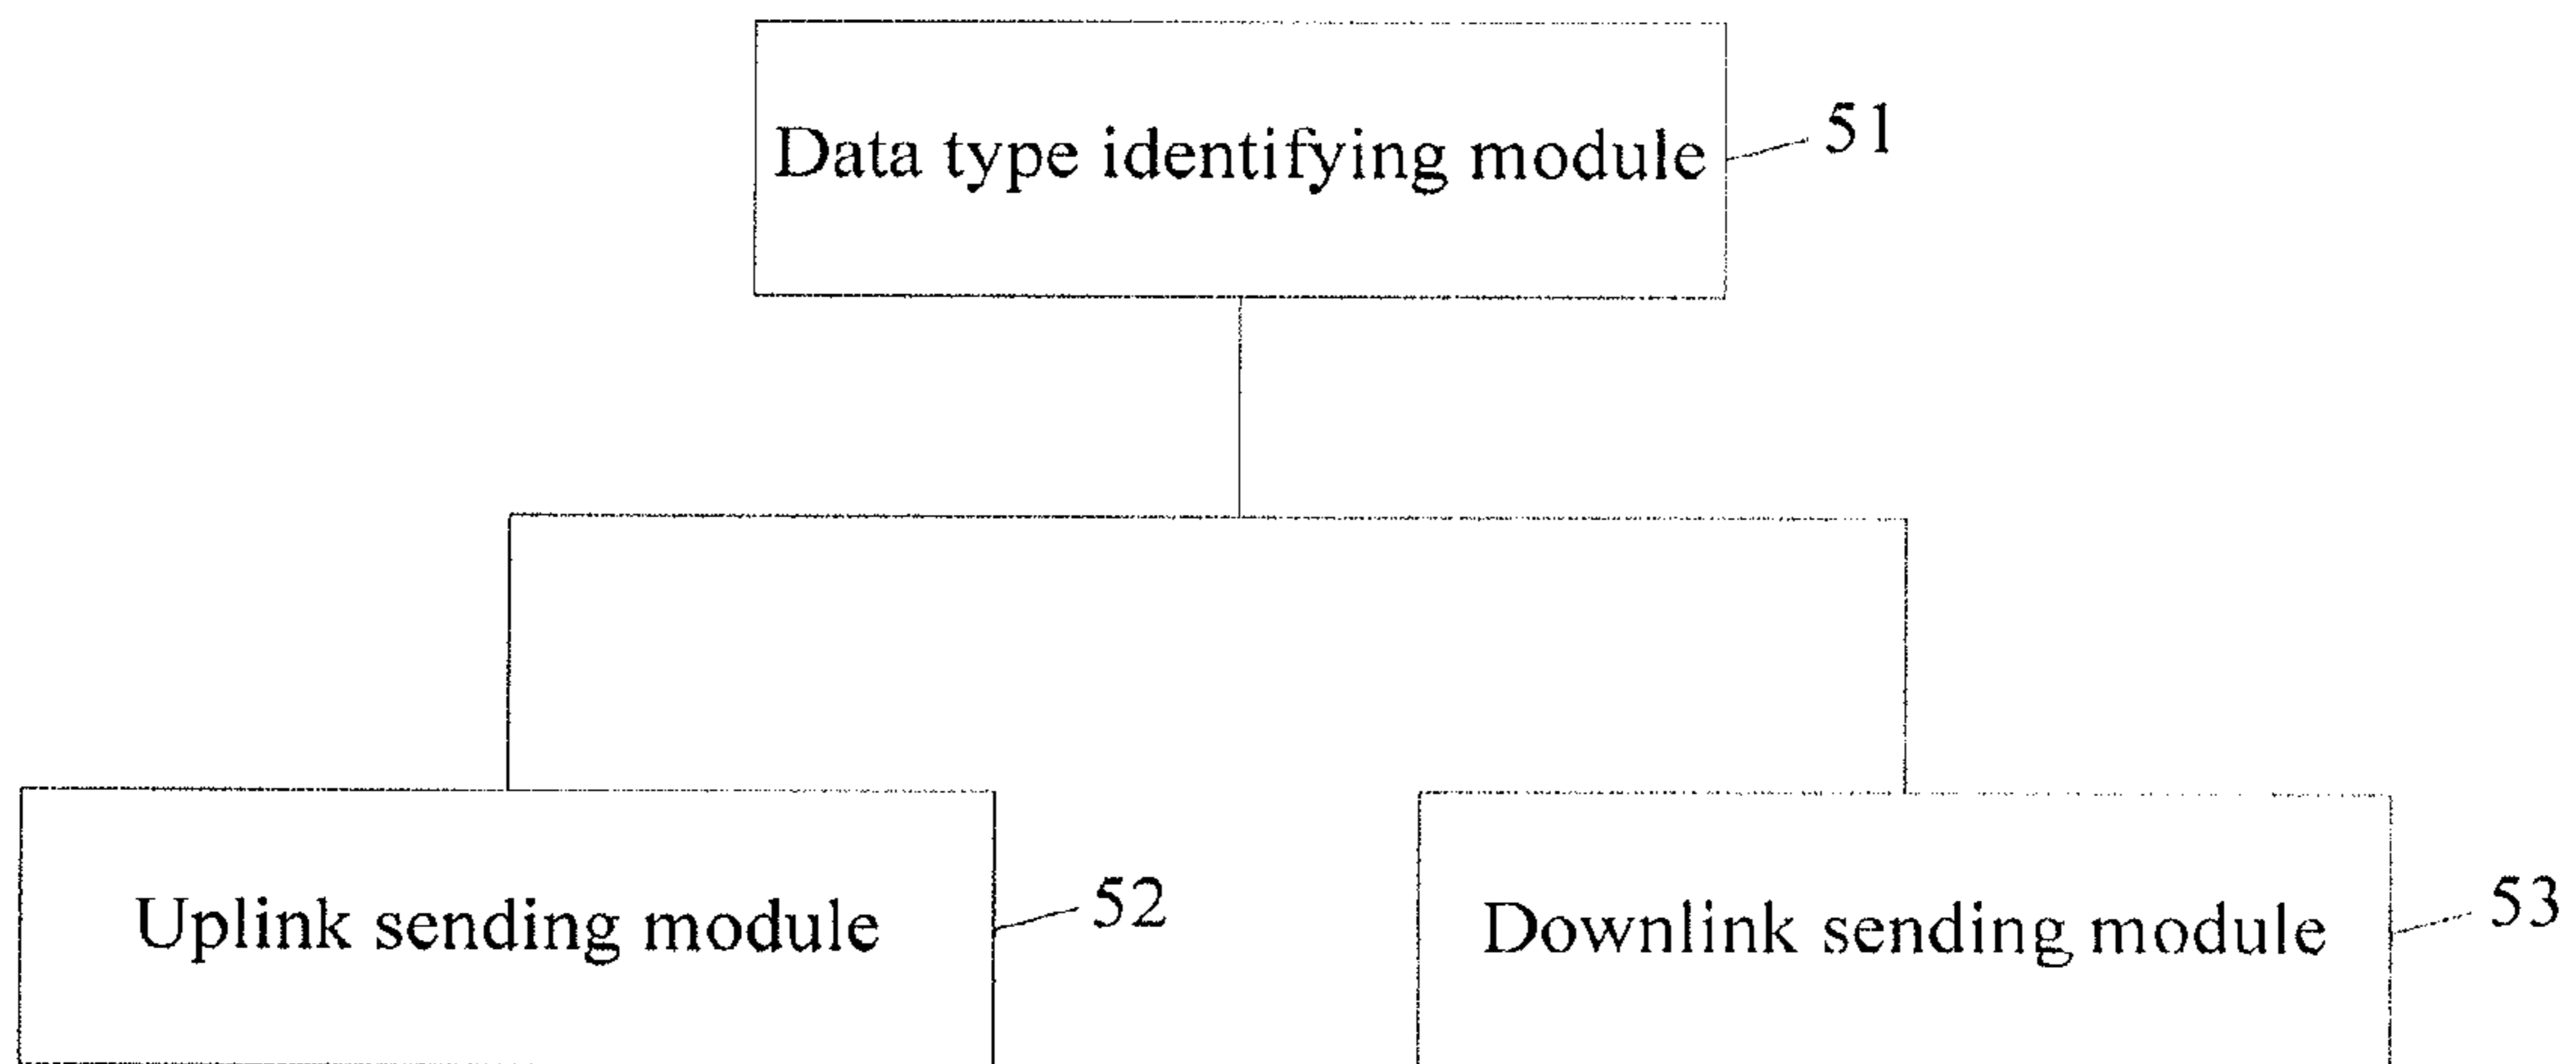 Data type identifying module
51
Uplink sending module
52
Downlink sending module
53